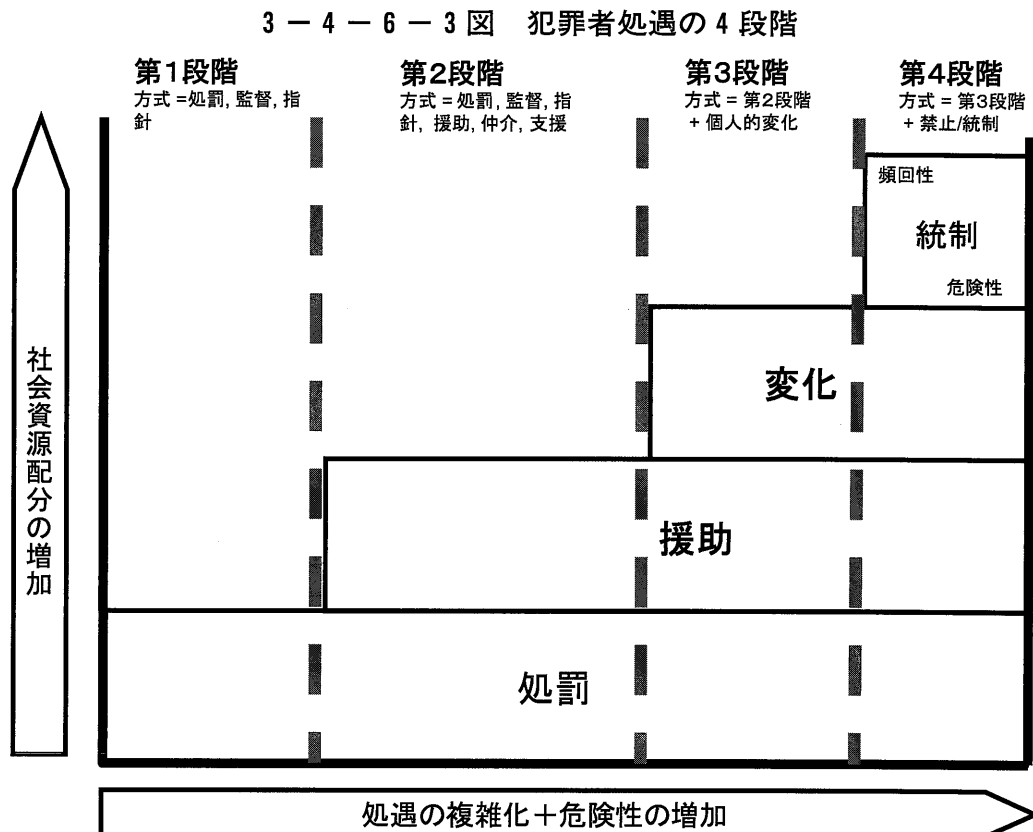 3－4－6－3図　犯罪者処遇の4段階
第1段階
方式 =処罰, 監督, 指
針
第2段階
方式 =処罰, 監督, 指
針, 援助, 仲介, 支援
第3段階
方式 = 第2段階
+ 個人的変化
第4段階
方式 = 第3段階
+ 禁止/統制
頻回性
統制
危険性
変化
援助
処罰
社会資源配分の増加
処遇の複雑化＋危険性の増加